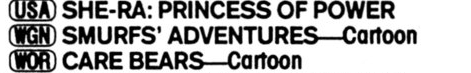 USA SHE-RA: PRINCESS OF POWER
WGN SMURFS' ADVENTURES—Cartoon
WOR CARE BEARS—Cartoon